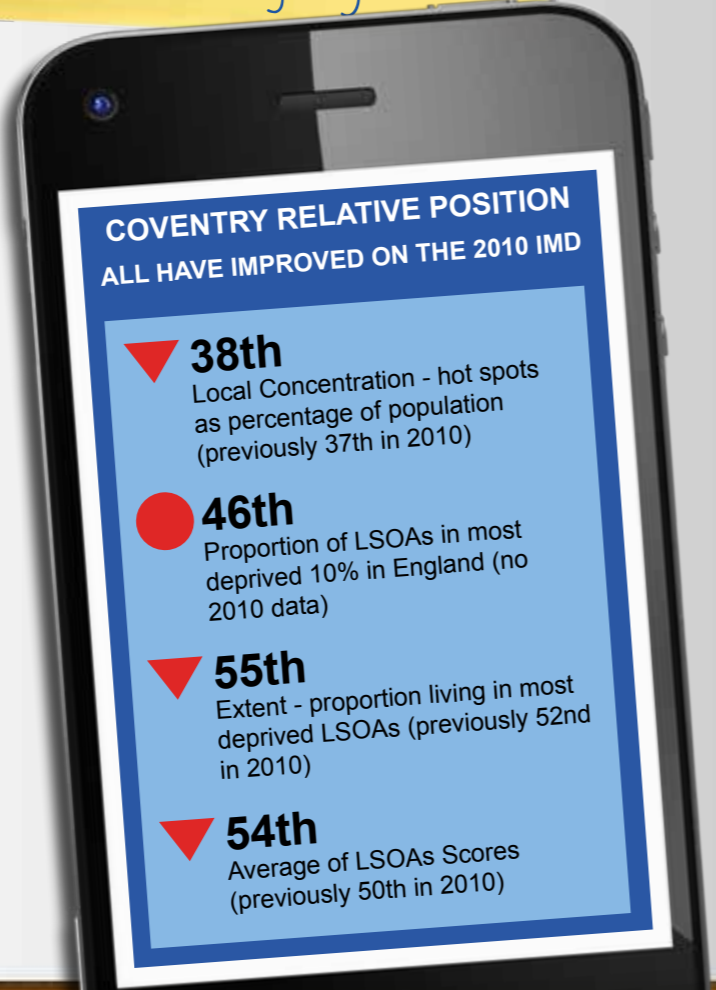 COVENTRY RELATIVE POSITION
ALL HAVE IMPROVED ON THE 2010 IMD
38th
Local Concentration - hot spots
as percentage of population
(previously 37th in 2010)
46th
Proportion of LSOAs in most
deprived 10% in England (no
2010 data)
55th
Extent - proportion living in most
deprived LSOAs (previously 52nd
in 2010)
54th
Average of LSOAs Scores
(previously 50th in 2010)